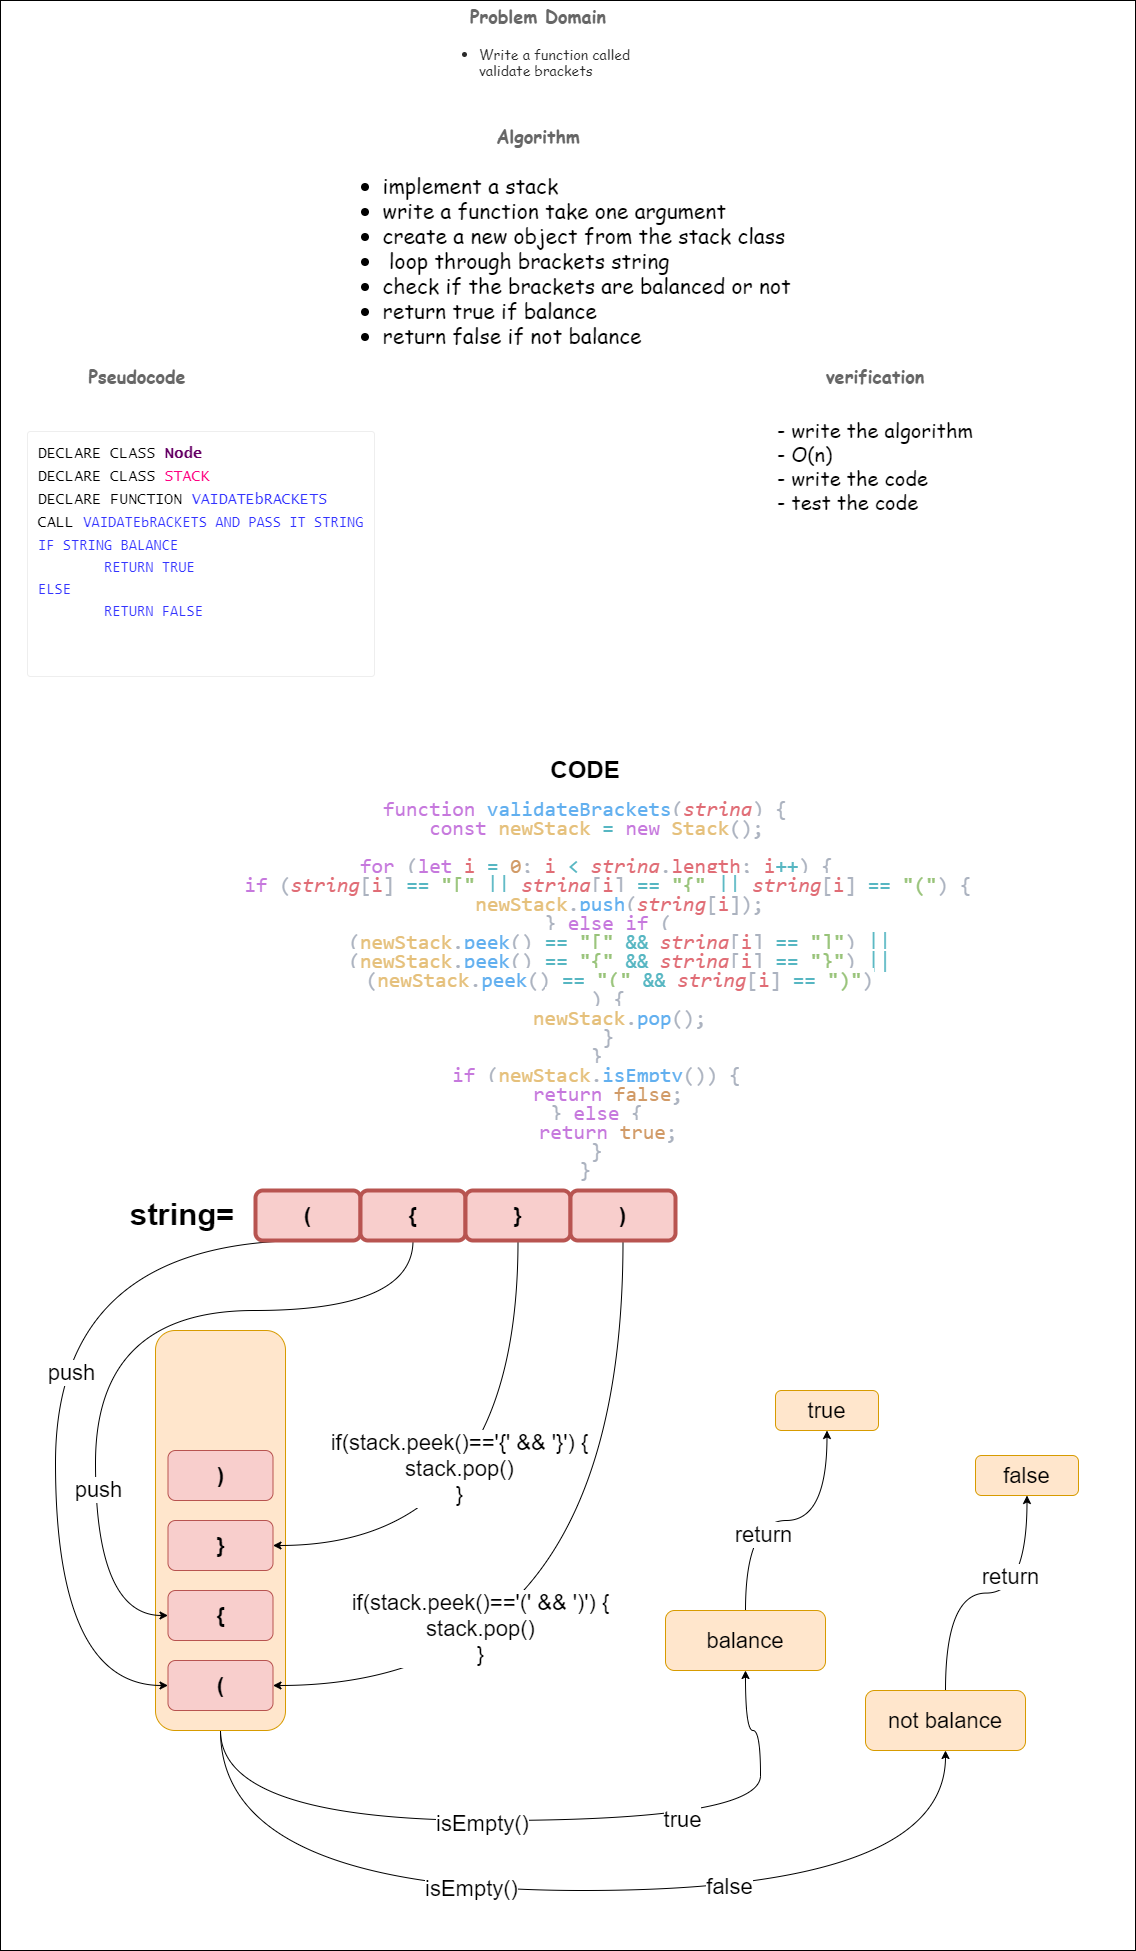 Problem Domain
• Write a function called
validate brackets
Algorithm
• implement a stack
• write a function take one argument
• create a new object from the stack class
• loop through brackets string
• check if the brackets are balanced or not
• return true if balance
• return false if not balance
Pseudocode
DECLARE CLASS Node
DECLARE CLASS STACK
DECLARE FUNCTION VAIDATEbRACKETS
CALL VAIDATEbRACKETS AND PASS IT STRING
IF STRING BALANCE
RETURN TRUE
ELSE
RETURN FALSE
verification
- write the algorithm
- O(n)
- write the code
- test the code
CODE
function validateBrackets(string) {
const newStack = new Stack();
for (let i = 0; i < string.length; i++) {
if (string[i] == "[" || string[i] == "{" || string[i] == "(") {
newStack.push(string[i]);
} else if (
(newStack.peek() == "[" && string[i] == "]") ||
(newStack.peek() == "{" && string[i] == "}") ||
(newStack.peek() == "(" && string[i] == ")")
) {
newStack.pop();
}
}
if (newStack.isEmpty()) {
return false;
} else {
return true;
}
}
string=
(
{
}
)
push
push
)
}
{
(
if(stack.peek()=='{' && '}') {
stack.pop()
}
if(stack.peek()=='(' && ')') {
stack.pop()
}
true
false
return
return
balance
not balance
isEmpty()
true
isEmpty()
false